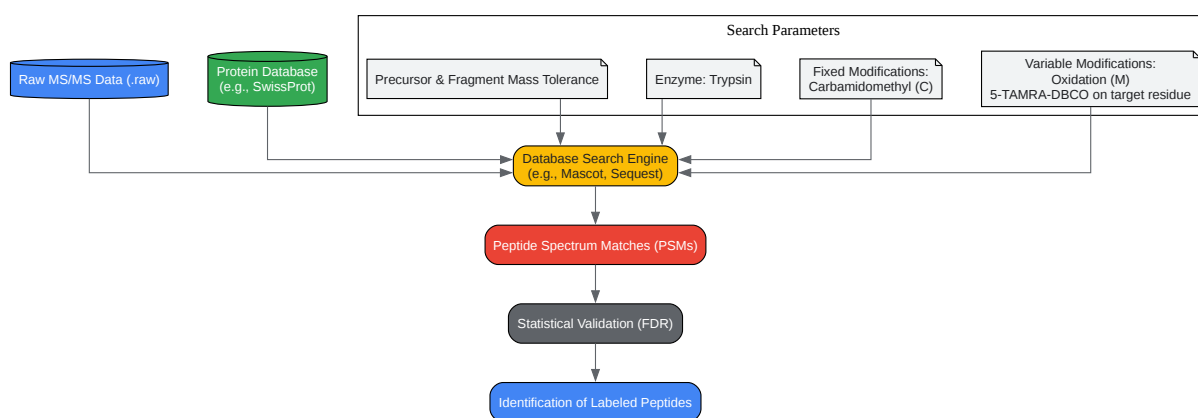 Search Parameters
Raw MS/MS Data (.raw)
Protein Database
(e.g., SwissProt)
Precursor & Fragment Mass Tolerance
Enzyme: Trypsin
Fixed Modifications:
Carbamidomethyl (C)
Variable Modifications:
Oxidation (M)
5-TAMRA-DBCO on target residue
Database Search Engine
(e.g., Mascot, Sequest)
Peptide Spectrum Matches (PSMs)
Statistical Validation (FDR)
Identification of Labeled Peptides